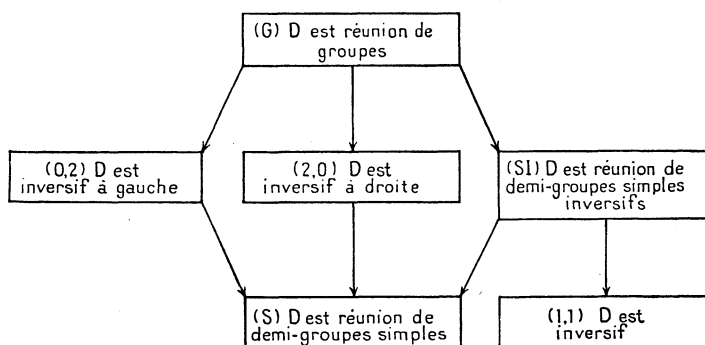 (G) D est réunion de
groupes
(0,2) D est
inversif à gauche
(2,0) D est
inversif à droite
(SI) D est réunion de
demi-groupes simples
inversifs
(S) D est réunion de
demi-groupes simples
(1,1) D est
inversif